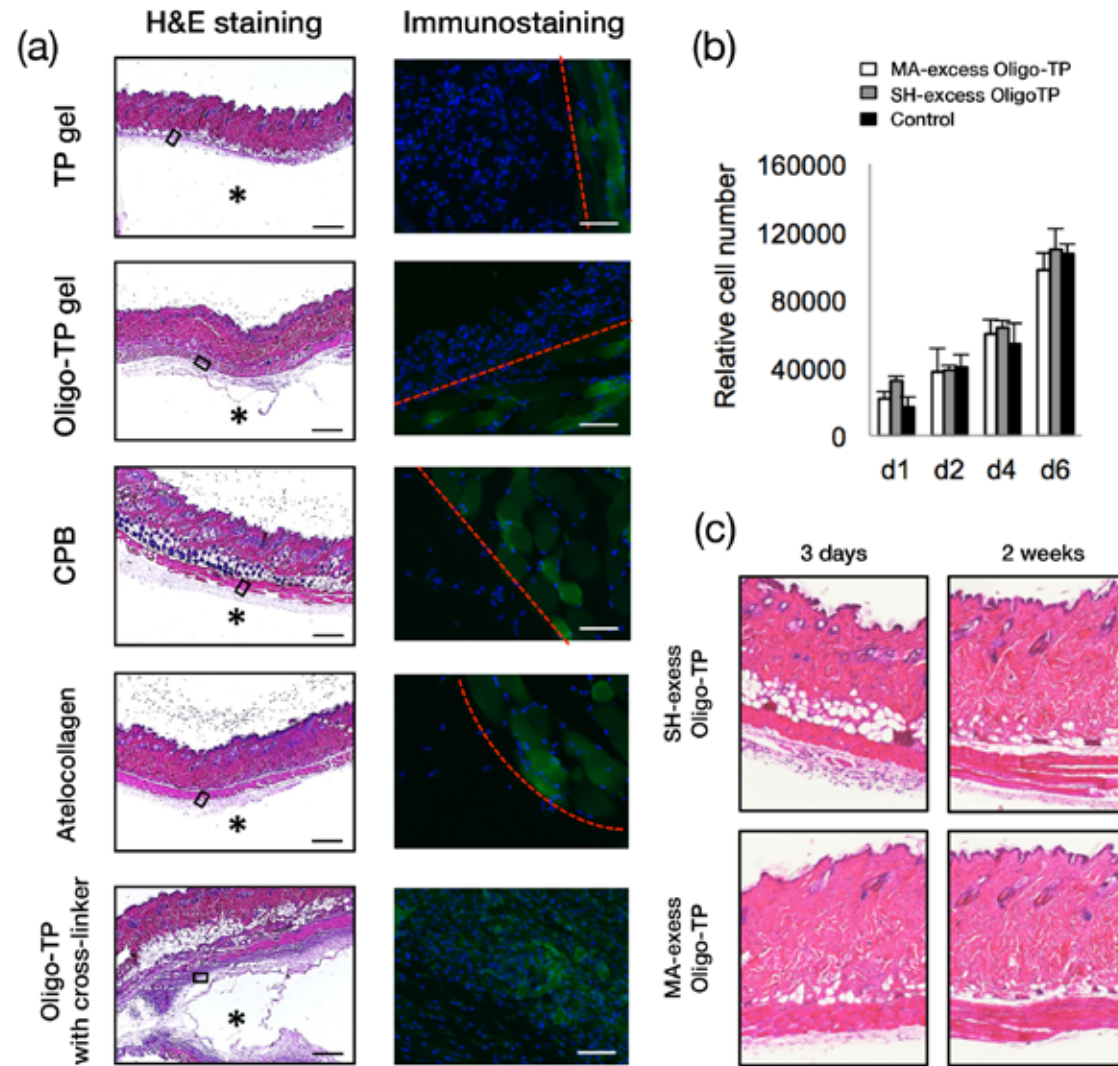 (a)
H&E staining
Immunostaining
TP gel
*
Oligo-TP gel
*
CPB
*
Atelocollagen
*
Oligo-TP
with cross-linker
*
(b)
MA-excess Oligo-TP
SH-excess OligoTP
Control
Relative cell number
160000
120000
80000
40000
0
d1 d2 d4 d6
(c)
3 days
2 weeks
SH-exess
Oligo-TP
MA-exess
Oligo-TP